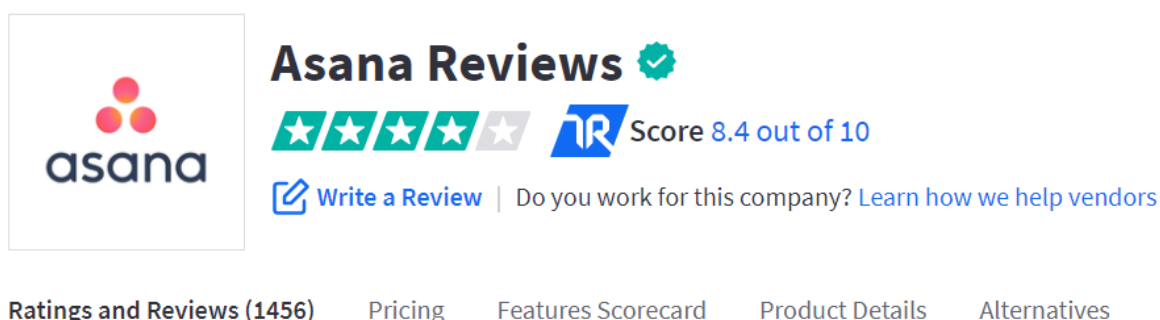 asana
Asana Reviews
TR Score 8.4 out of 10
Write a Review | Do you work for this company? Learn how we help vendors
Ratings and Reviews (1456) Pricing Features Scorecard Product Details Alternatives